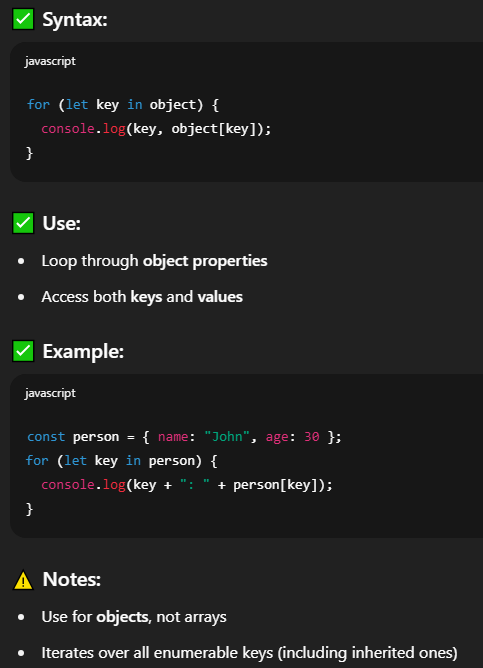 ✅ Syntax:
javascript
for (let key in object) {
  console.log(key, object[key]);
}
✅ Use:
• Loop through object properties
• Access both keys and values
✅ Example:
javascript
const person = { name: "John", age: 30 };
for (let key in person) {
  console.log(key + ": " + person[key]);
}
⚠️ Notes:
• Use for objects, not arrays
• Iterates over all enumerable keys (including inherited ones)